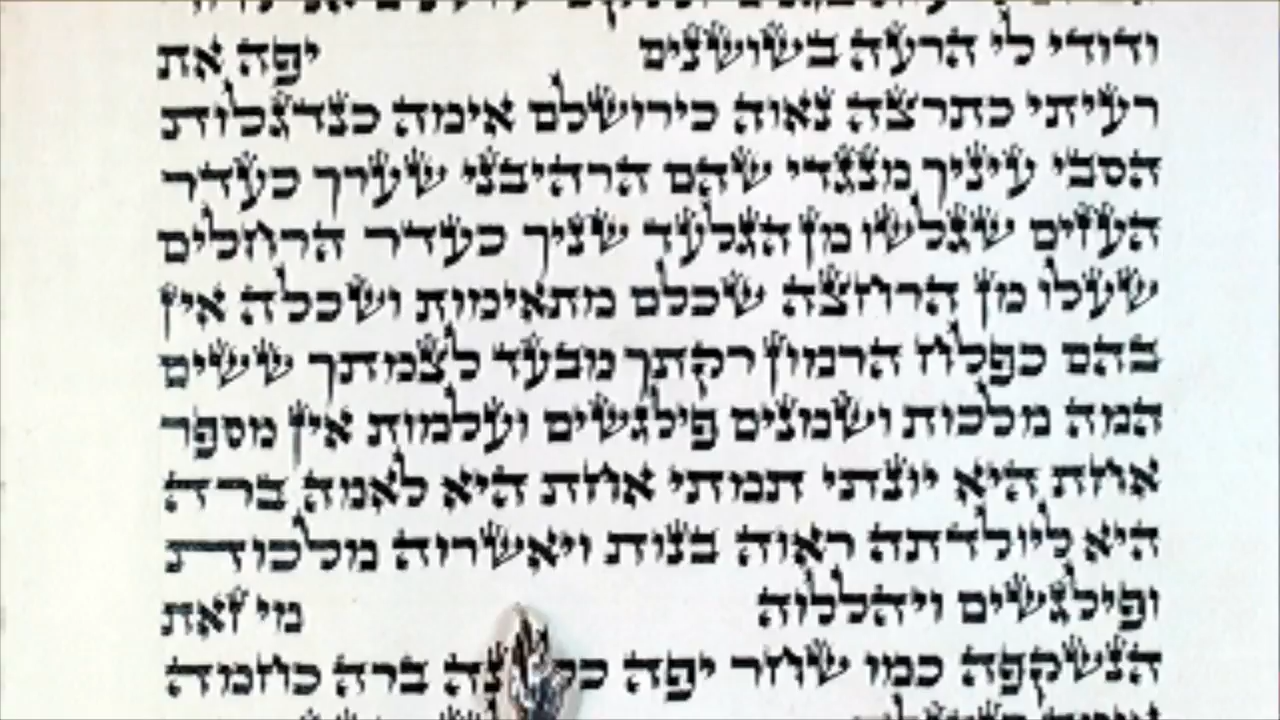 ודודי לי הרעה בשושנים יפה את
רעיתי כתרצה נאוה כירושלם אימה כנדגלות
הסבי עיניך מנגדי שהם הרהיבני שערך כעדר
העזים שגלשו מן הגלעד שניך כעדר הרחלים
שעלו מן הרחצה שכלם מתאימות ושכלה אין
בהם כפלח הרמון רקתך מבעד לצמתך ששים
המה מלכות ושמנים פילגשים ועלמות אין מספר
אחת היא יונתי תמתי אחת היא לאמה ברה
היא ליולדתה ראוה בנות ויאשרוה מלכות
ופילגשים ויהללוה מי זאת
הנשקפה כמו שחר יפה ברה כחמה